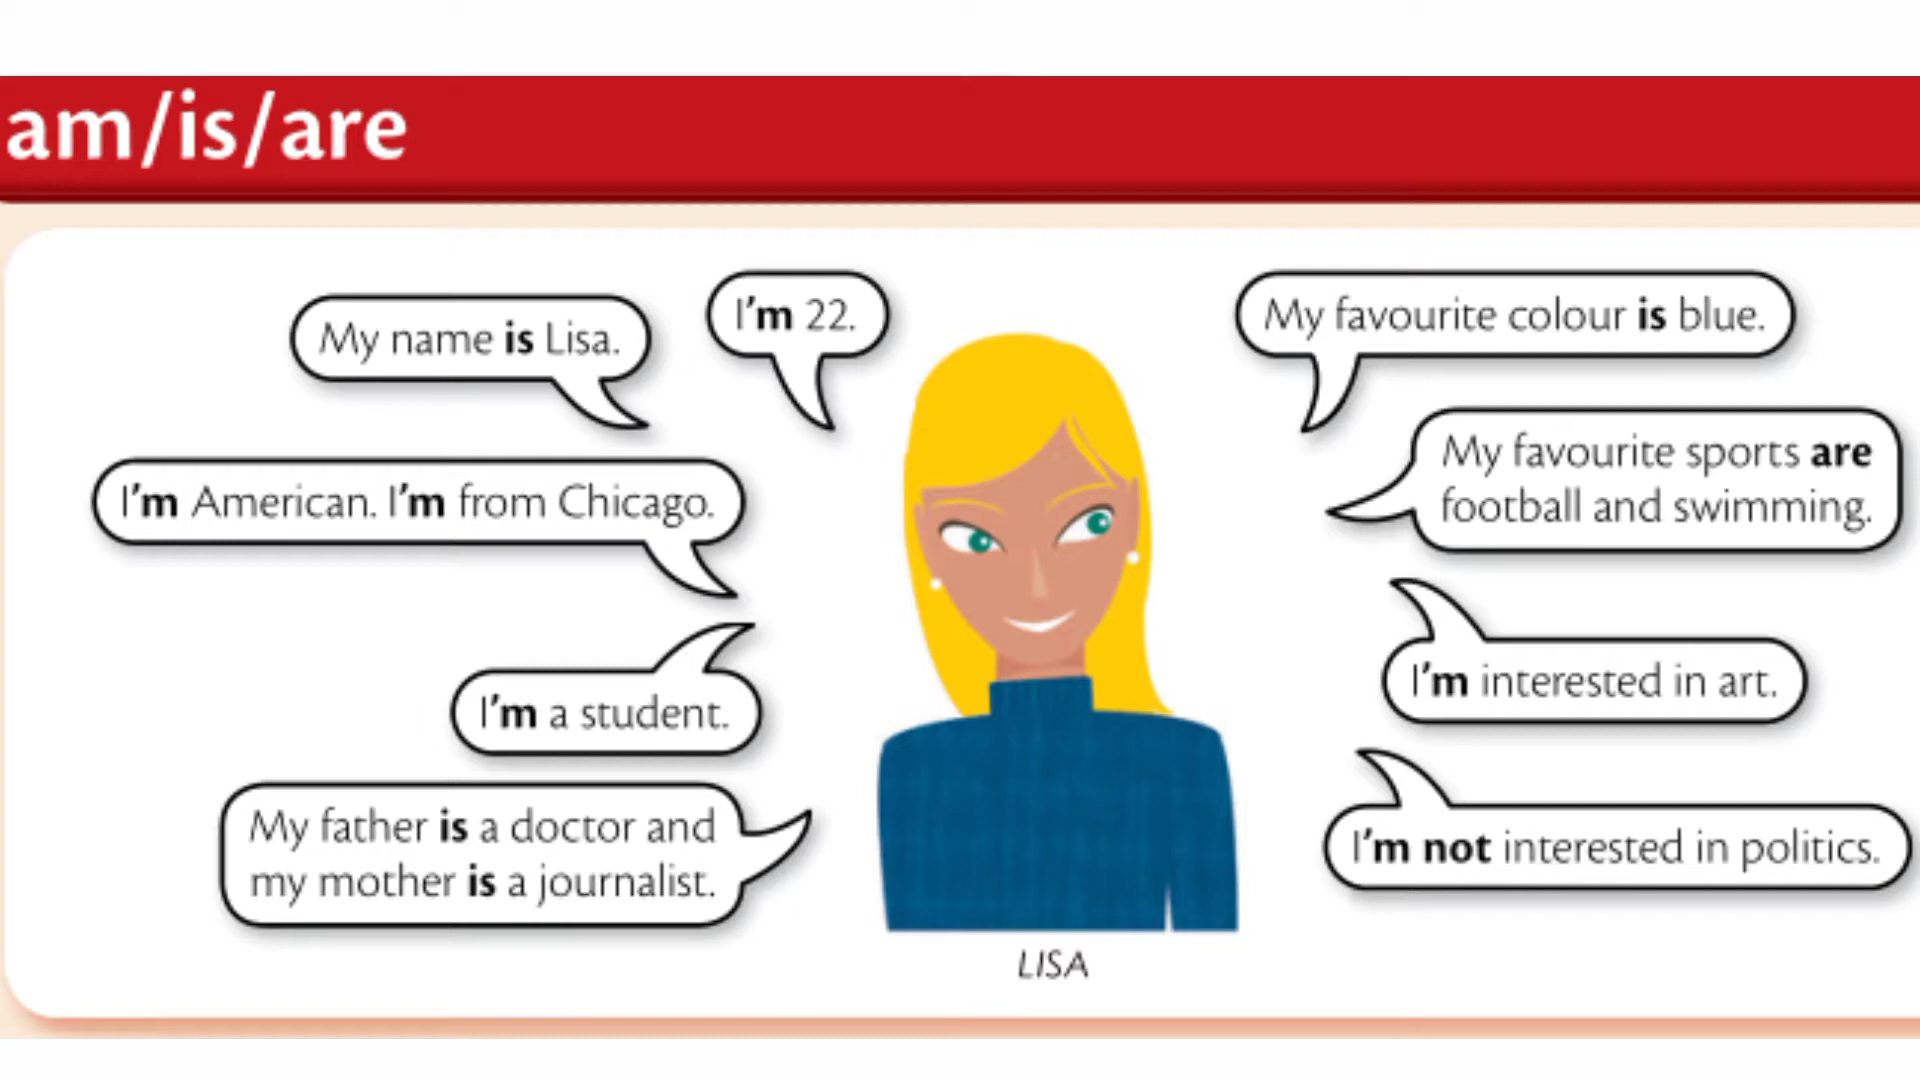 am/is/are
My name is Lisa.
I'm 22.
I'm American. I'm from Chicago.
I'm a student.
My father is a doctor and
my mother is a journalist.
My favourite colour is blue.
My favourite sports are
football and swimming.
I'm interested in art.
I'm not interested in politics.
LISA